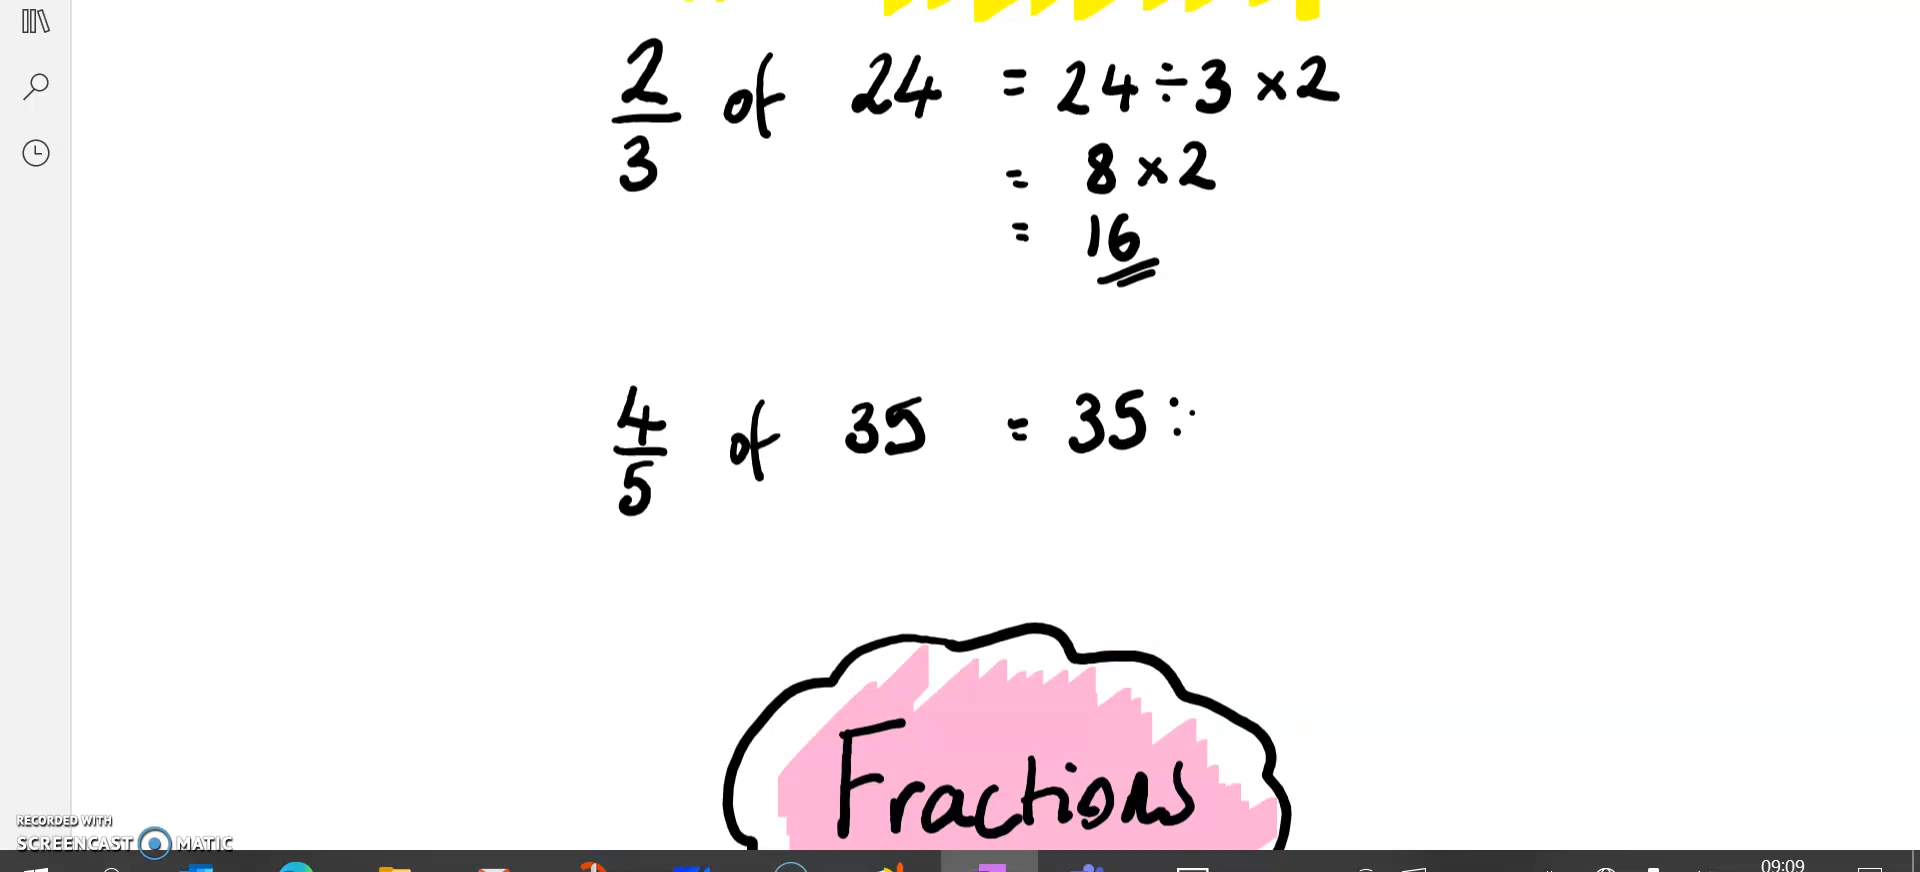 2/3 of 24 = 24 ÷ 3 × 2
= 8 × 2
= 16
4/5 of 35 = 35 ÷
Fractions
RECORDED WITH
SCREENCAST MATIC
09:09